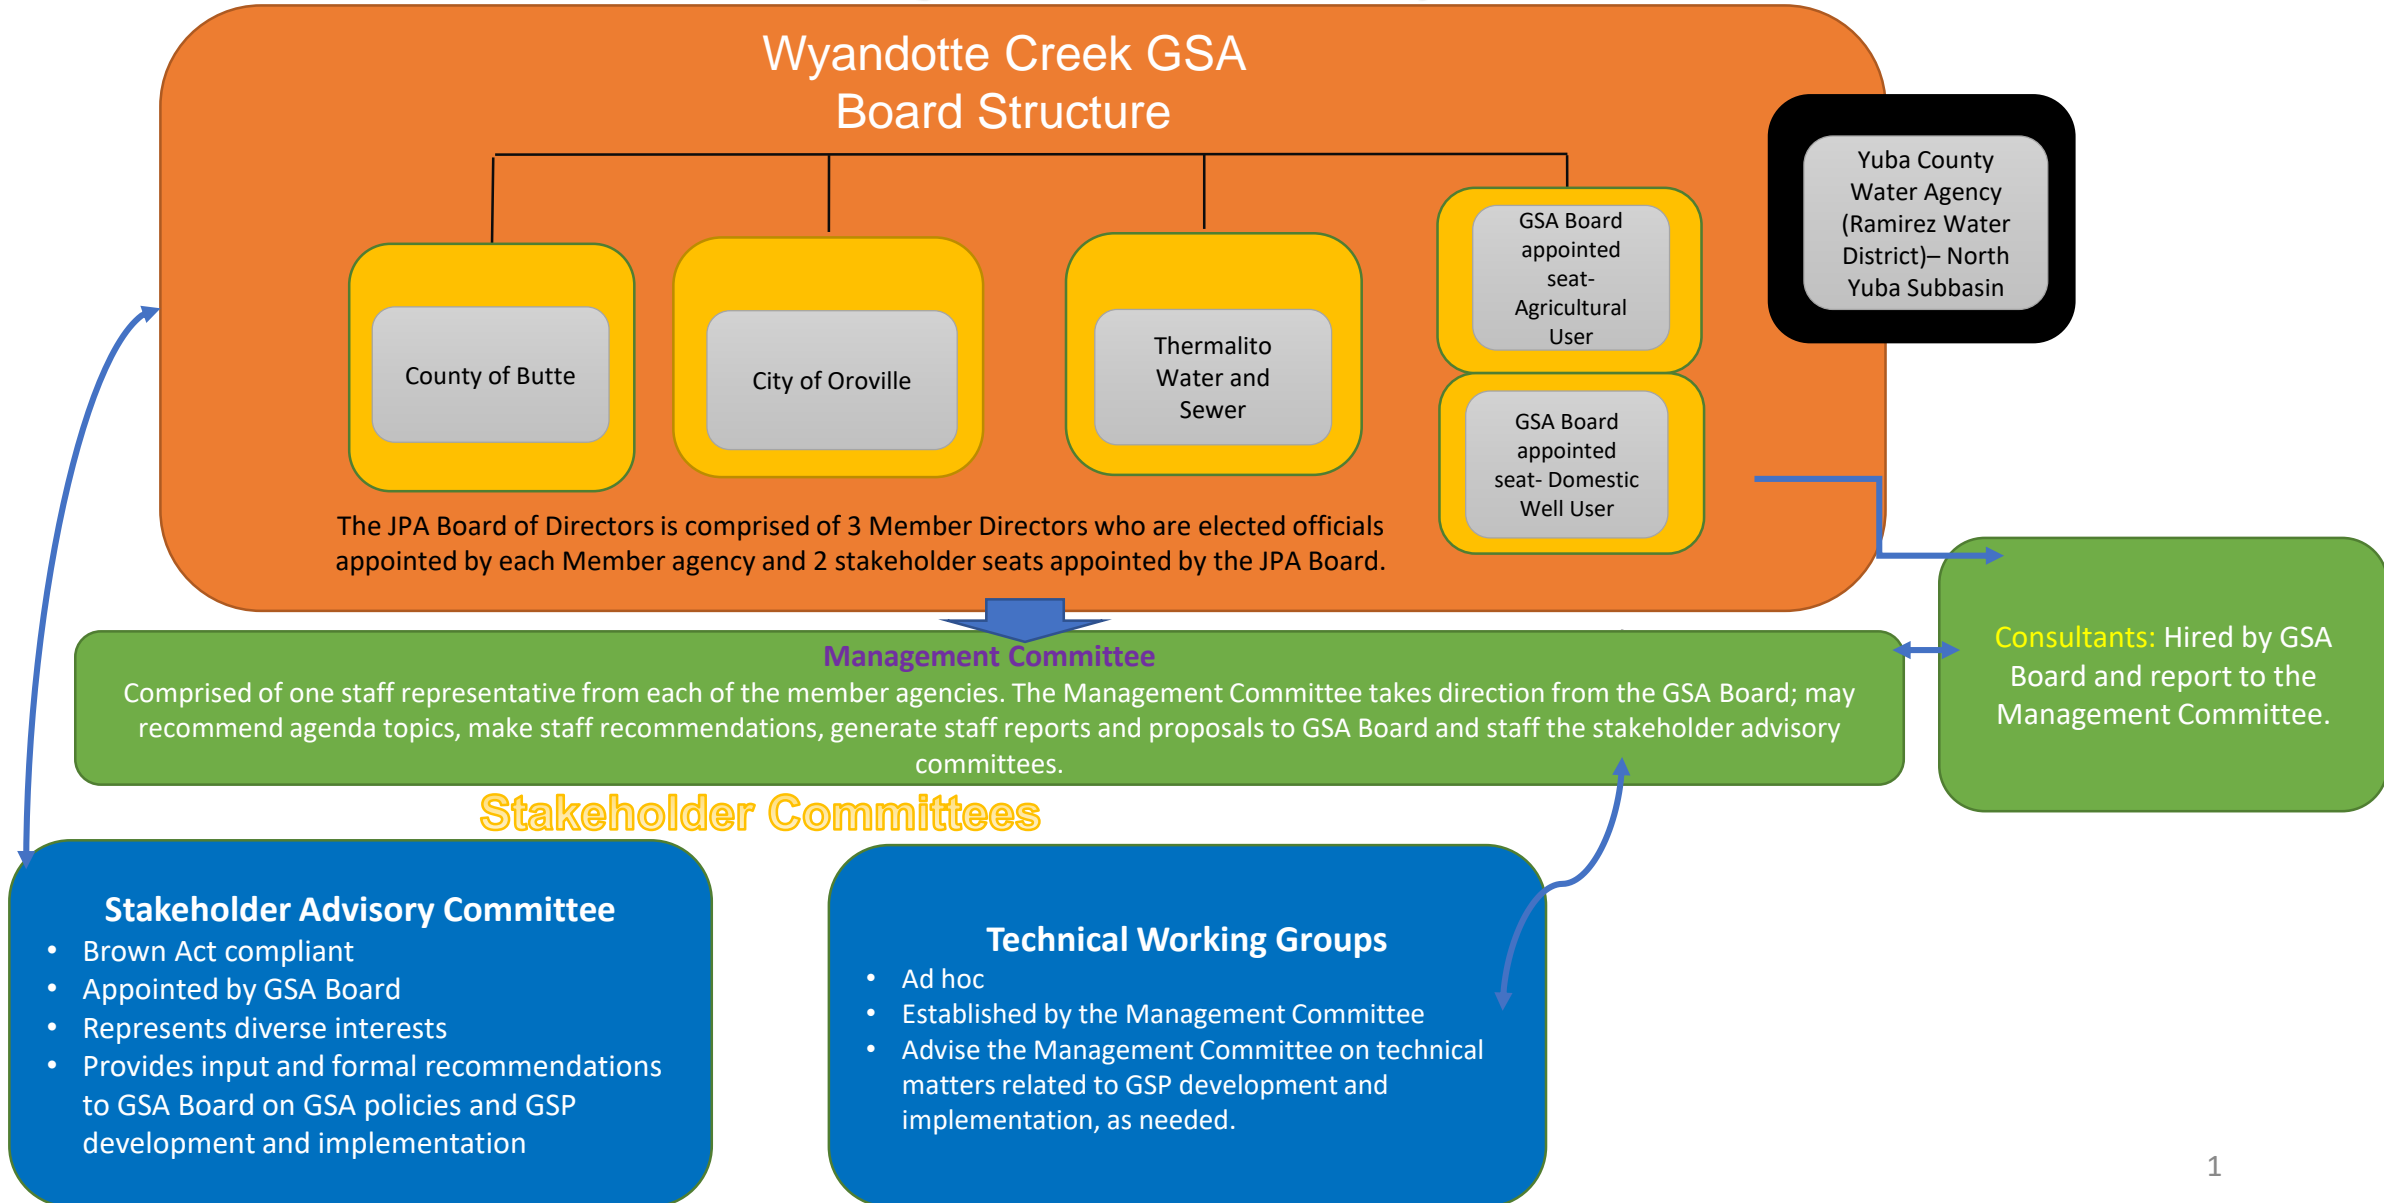 Wyandotte Creek GSA
Board Structure
Yuba County
Water Agency
(Ramirez Water
District)– North
Yuba Subbasin
County of Butte
City of Oroville
Thermalito
Water and
Sewer
GSA Board
appointed
seat-
Agricultural
User
GSA Board
appointed
seat- Domestic
Well User
The JPA Board of Directors is comprised of 3 Member Directors who are elected officials
appointed by each Member agency and 2 stakeholder seats appointed by the JPA Board.
Management Committee
Comprised of one staff representative from each of the member agencies. The Management Committee takes direction from the GSA Board; may
recommend agenda topics, make staff recommendations, generate staff reports and proposals to GSA Board and staff the stakeholder advisory
committees.
Consultants: Hired by GSA
Board and report to the
Management Committee.
Stakeholder Committees
Stakeholder Advisory Committee
• Brown Act compliant
• Appointed by GSA Board
• Represents diverse interests
• Provides input and formal recommendations
to GSA Board on GSA policies and GSP
development and implementation
Technical Working Groups
• Ad hoc
• Established by the Management Committee
• Advise the Management Committee on technical
matters related to GSP development and
implementation, as needed.
1